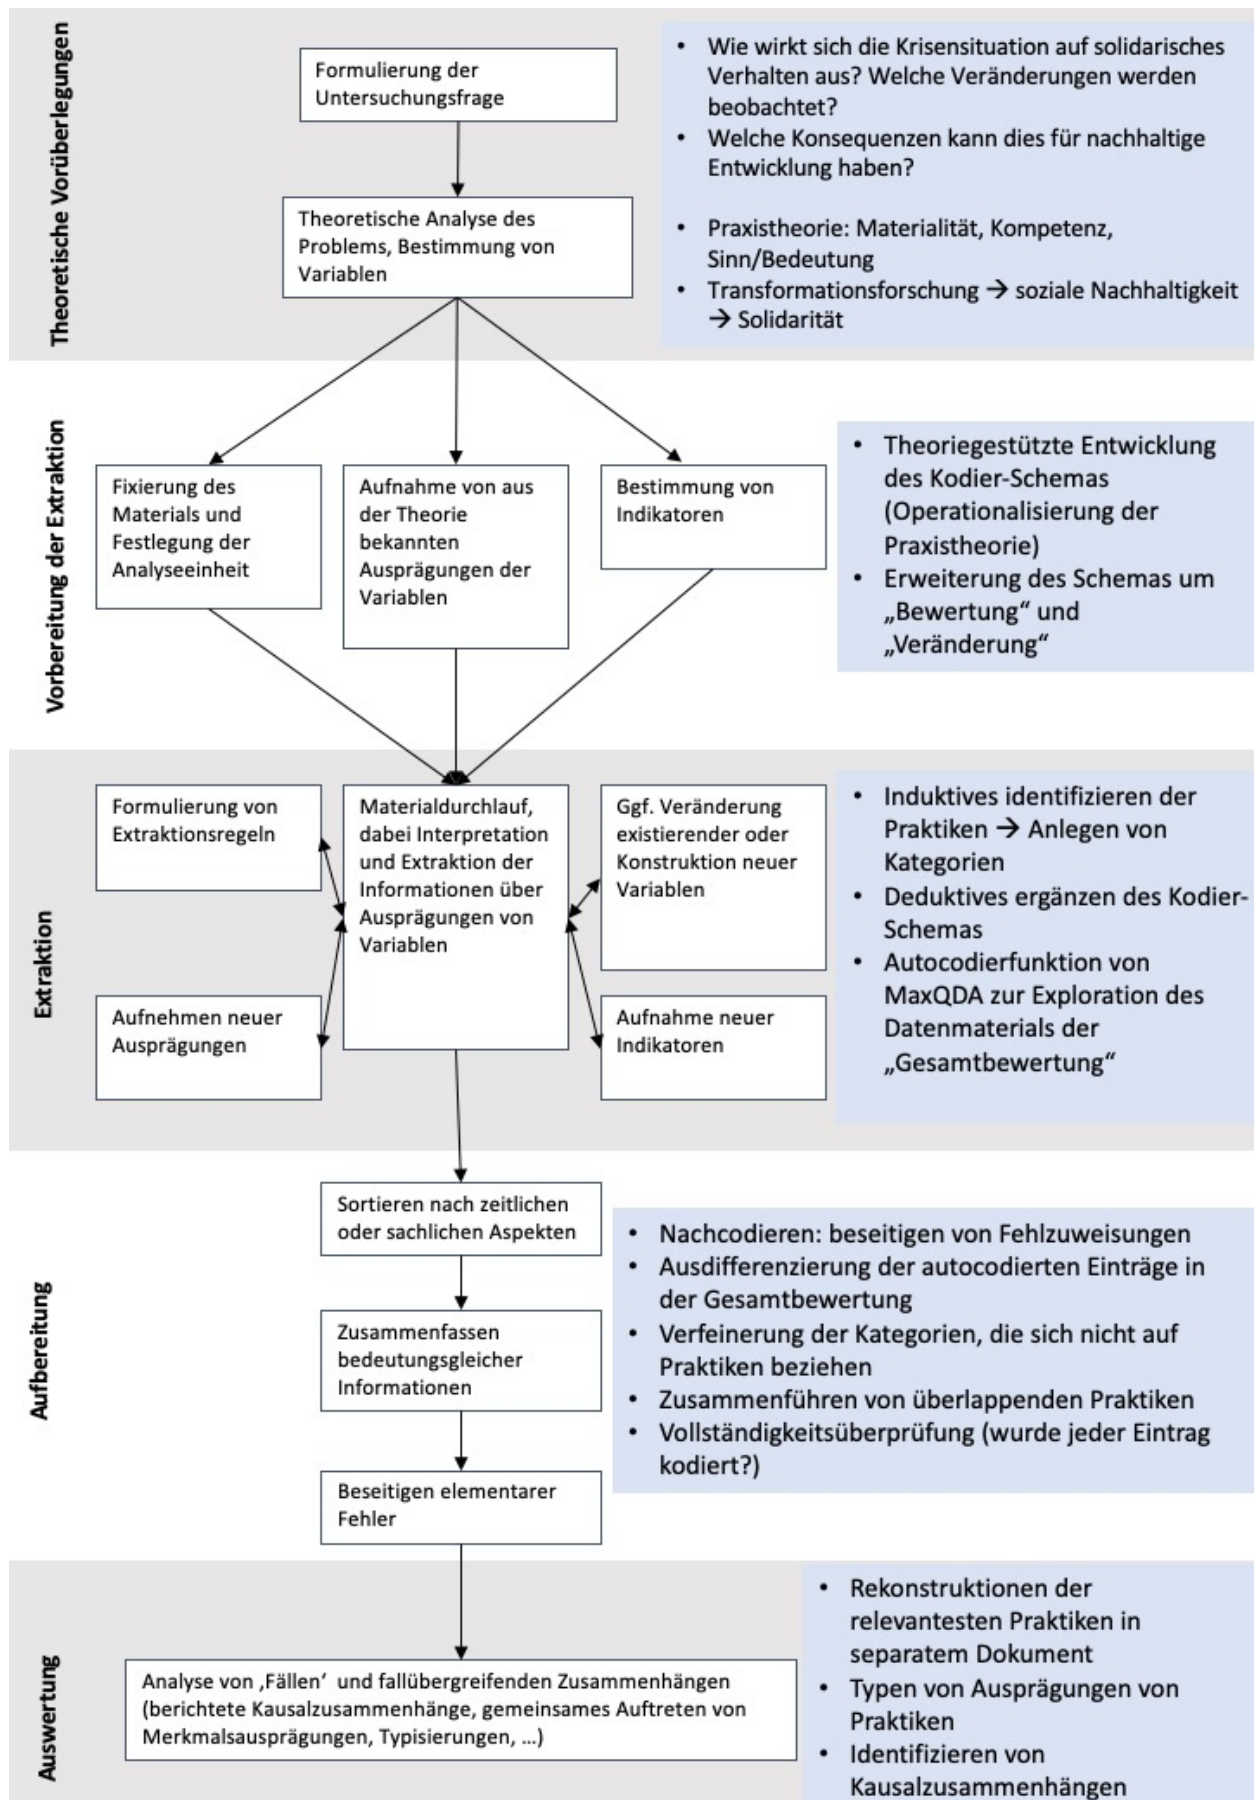 Theoretische Vorüberlegungen
Formulierung der
Untersuchungsfrage
Theoretische Analyse des
Problems, Bestimmung von
Variablen
• Wie wirkt sich die Krisensituation auf solidarisches
Verhalten aus? Welche Veränderungen werden
beobachtet?
• Welche Konsequenzen kann dies für nachhaltige
Entwicklung haben?
• Praxistheorie: Materialität, Kompetenz,
Sinn/Bedeutung
• Transformationsforschung → soziale Nachhaltigkeit
→ Solidarität
Vorbereitung der Extraktion
Fixierung des
Materials und
Festlegung der
Analyseeinheit
Aufnahme von aus
der Theorie
bekannten
Ausprägungen der
Variablen
Bestimmung von
Indikatoren
• Theoriegestützte Entwicklung
des Kodier-Schemas
(Operationalisierung der
Praxistheorie)
• Erweiterung des Schemas um
„Bewertung“ und
„Veränderung“
Extraktion
Formulierung von
Extraktionsregeln
Aufnehmen neuer
Ausprägungen
Materialdurchlauf,
dabei Interpretation
und Extraktion der
Informationen über
Ausprägungen von
Variablen
Ggf. Veränderung
existierender oder
Konstruktion neuer
Variablen
Aufnahme neuer
Indikatoren
• Induktives identifizieren der
Praktiken → Anlegen von
Kategorien
• Deduktives ergänzen des Kodier-
Schemas
• Autocodierfunktion von
MaxQDA zur Exploration des
Datenmaterials der
„Gesamtbewertung“
Aufbereitung
Sortieren nach zeitlichen
oder sachlichen Aspekten
Zusammenfassen
bedeutungsgleicher
Informationen
Beseitigen elementarer
Fehler
• Nachcodieren: beseitigen von Fehlzuweisungen
• Ausdifferenzierung der autocodierten Einträge in
der Gesamtbewertung
• Verfeinerung der Kategorien, die sich nicht auf
Praktiken beziehen
• Zusammenführen von überlappenden Praktiken
• Vollständigkeitsüberprüfung (wurde jeder Eintrag
kodiert?)
Auswertung
Analyse von ‚Fällen‘ und fallübergreifenden Zusammenhängen
(berichtete Kausalzusammenhänge, gemeinsames Auftreten von
Merkmalsausprägungen, Typisierungen, …)
• Rekonstruktionen der
relevantesten Praktiken in
separatem Dokument
• Typen von Ausprägungen von
Praktiken
• Identifizieren von
Kausalzusammenhängen